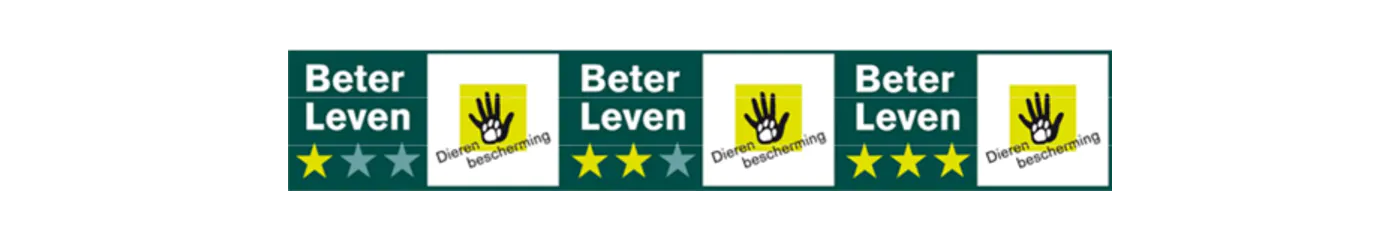 Beter
Leven
Dieren
bescherming
Beter
Leven
Dieren
bescherming
Beter
Leven
Dieren
bescherming